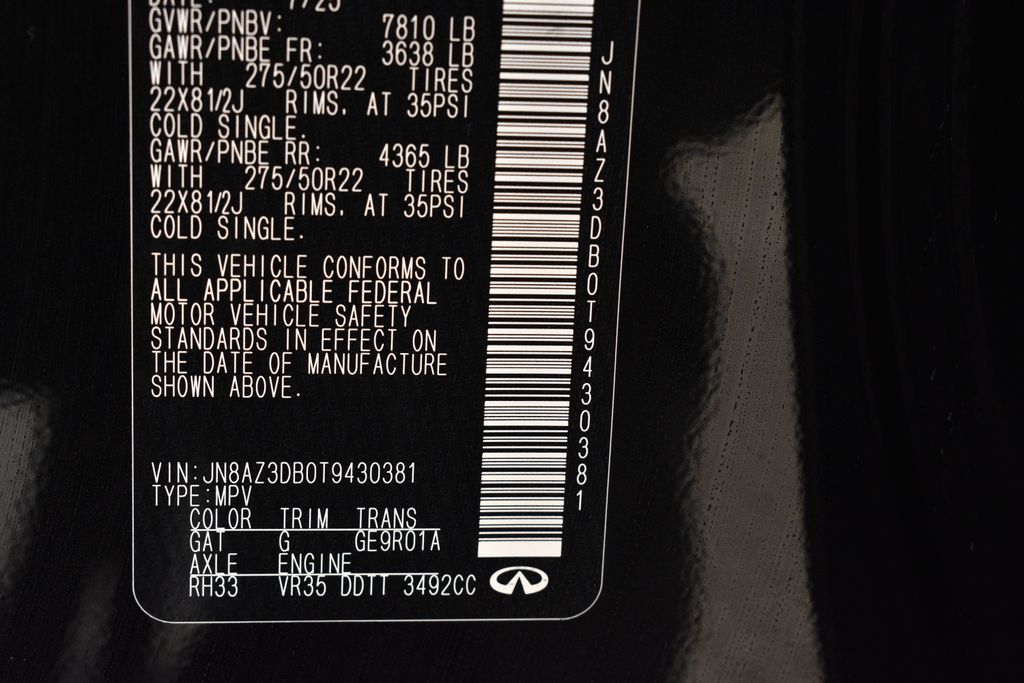 DATE: 7/25
GVWR/PNBV: 7810 LB
GAWR/PNBE FR: 3638 LB
WITH 275/50R22 TIRES
22X81/2J RIMS. AT 35PSI
COLD SINGLE.
GAWR/PNBE RR: 4365 LB
WITH 275/50R22 TIRES
22X81/2J RIMS. AT 35PSI
COLD SINGLE.
THIS VEHICLE CONFORMS TO
ALL APPLICABLE FEDERAL
MOTOR VEHICLE SAFETY
STANDARDS IN EFFECT ON
THE DATE OF MANUFACTURE
SHOWN ABOVE.
VIN:JN8AZ3DB0T9430381
TYPE:MPV
COLOR TRIM TRANS
GAT G GE9R01A
AXLE ENGINE
RH33 VR35 DDTT 3492CC
JN8AZ3DB0T9430381